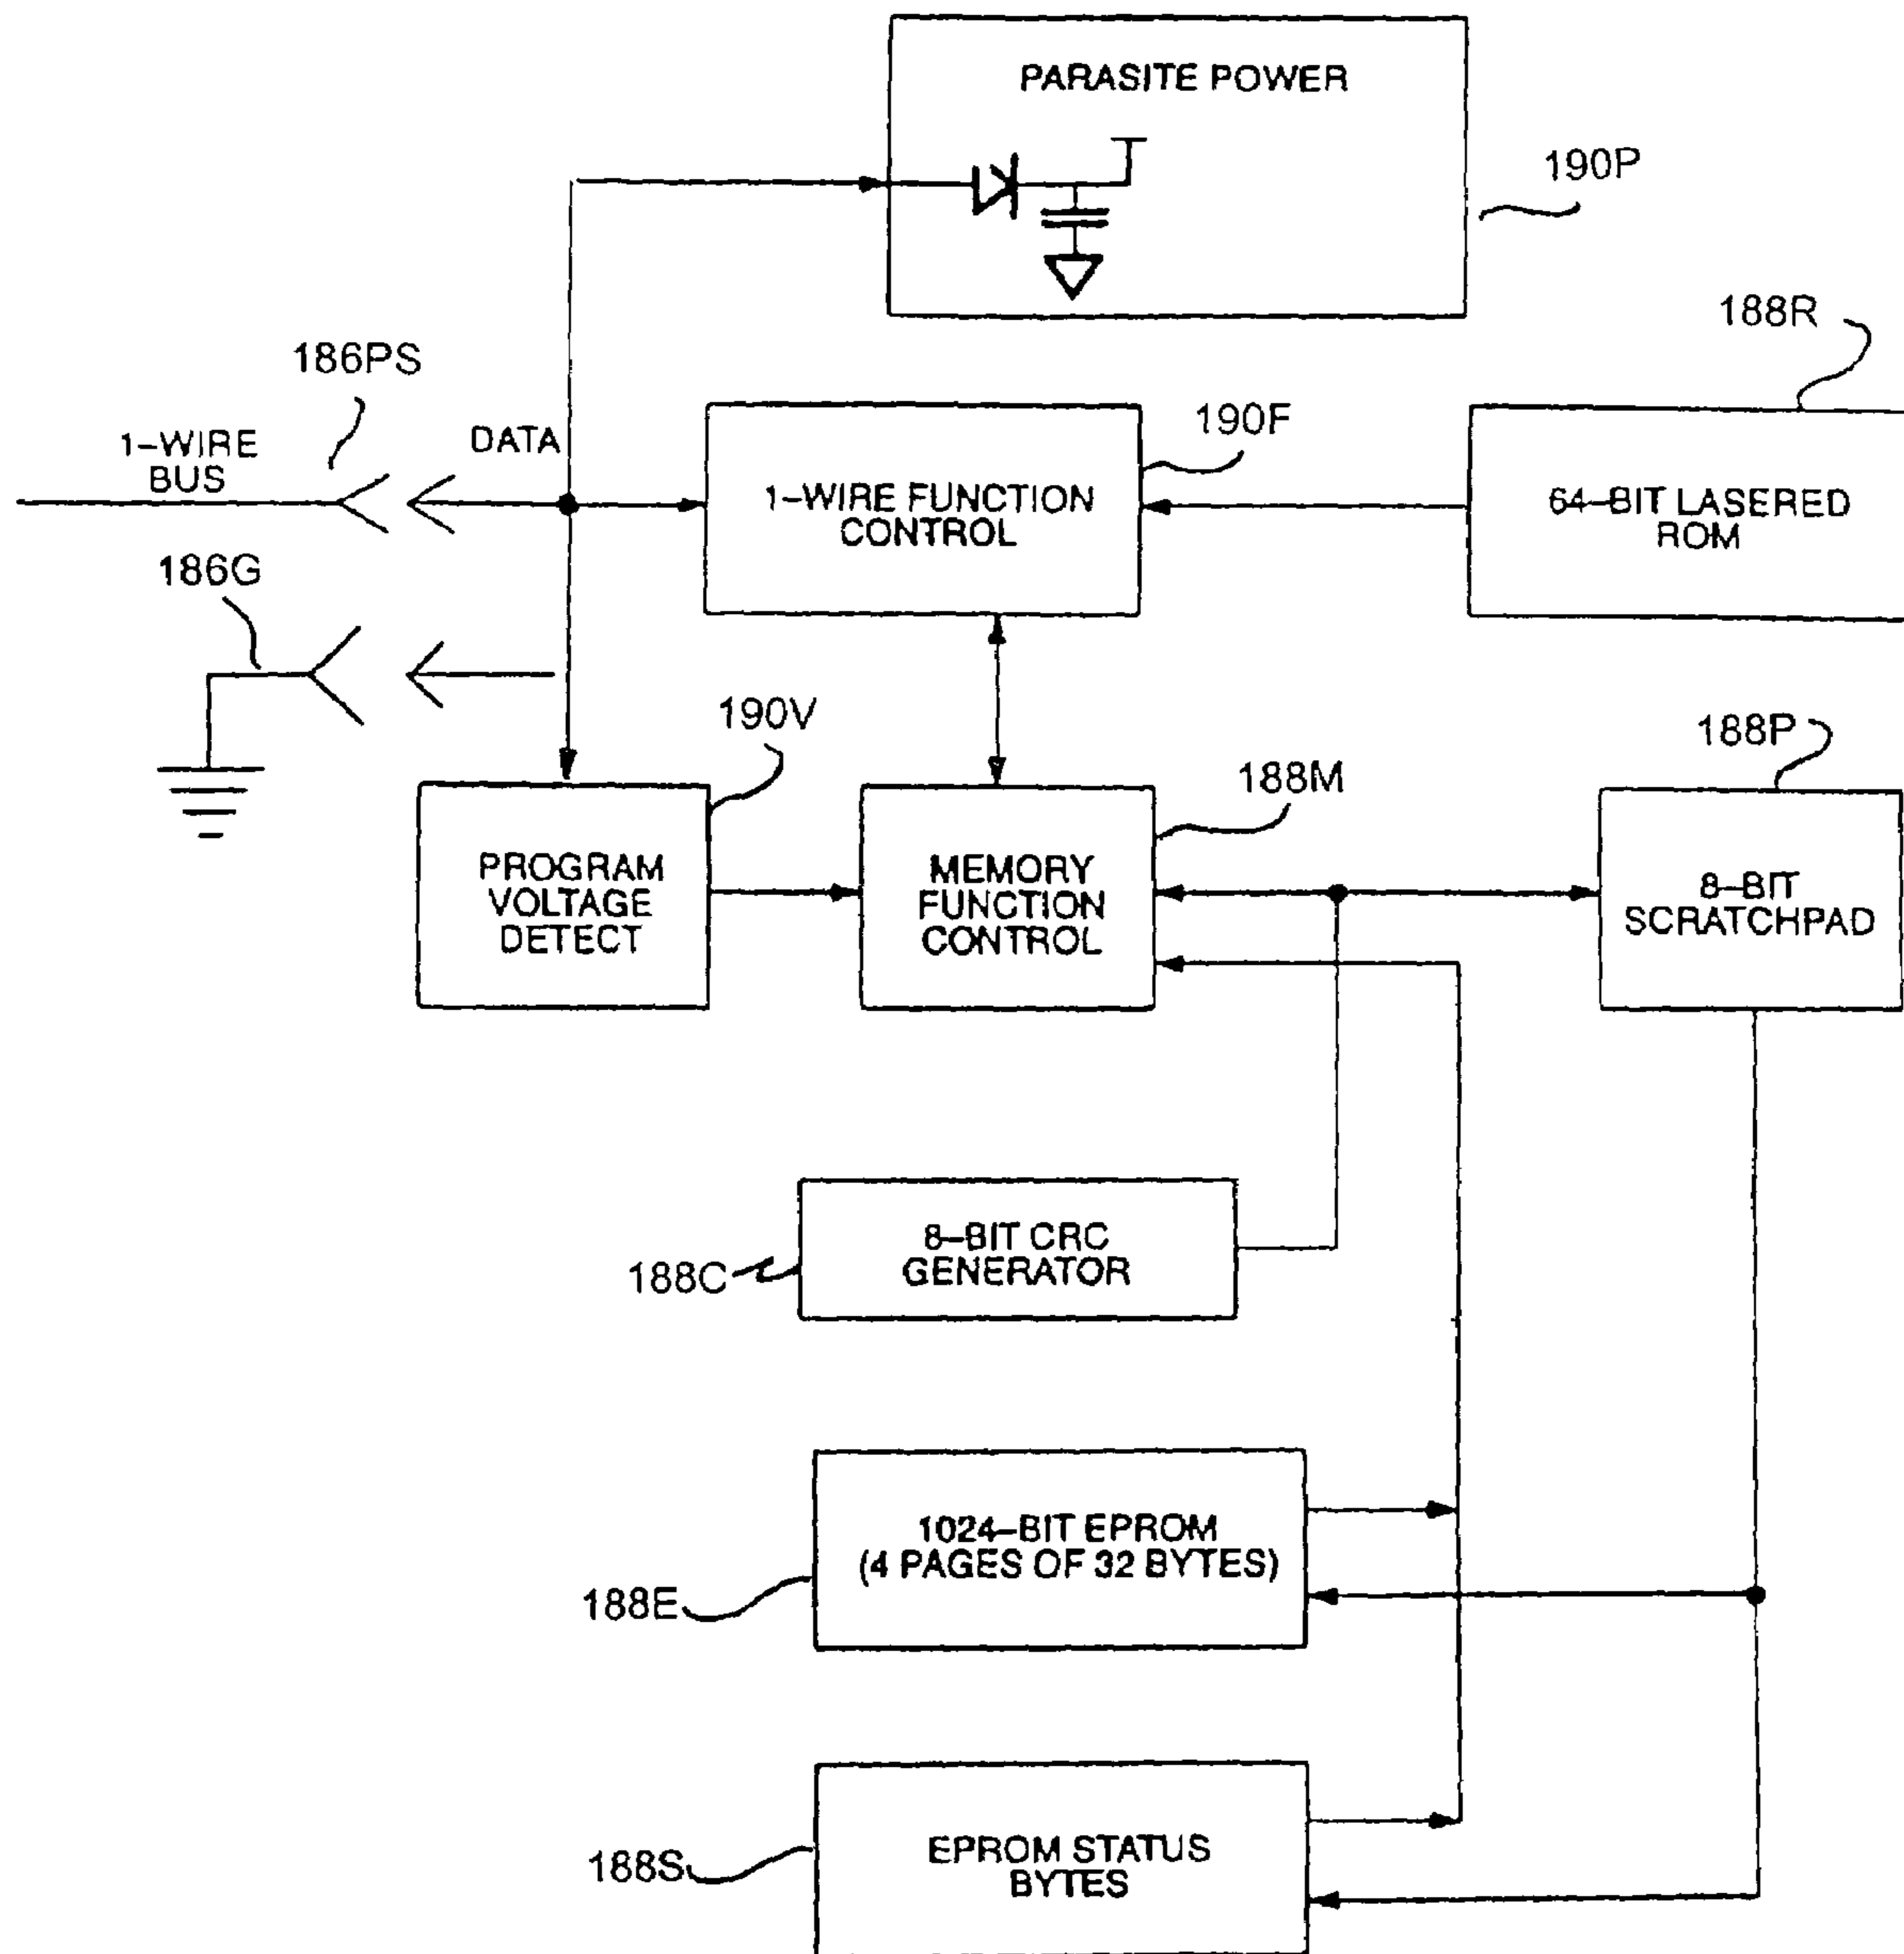 PARASITE POWER
190P
188R
186PS
1–WIRE
BUS
DATA
190F
1–WIRE FUNCTION
CONTROL
64–BIT LASERED
ROM
186G
190V
188M
188P
PROGRAM
VOLTAGE
DETECT
MEMORY
FUNCTION
CONTROL
8–BIT
SCRATCHPAD
8–BIT CRC
GENERATOR
188C
1024–BIT EPROM
(4 PAGES OF 32 BYTES)
188E
EPROM STATUS
BYTES
188S